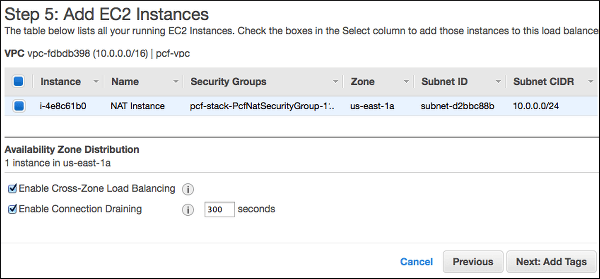 Step 5: Add EC2 Instances
The table below lists all your running EC2 Instances. Check the boxes in the Select column to add those instances to this load balance
VPC vpc-fdbdb398 (10.0.0.0/16) | pcf-vpc
Instance Name Security Groups Zone Subnet ID Subnet CIDR
i-4e8c61b0 NAT Instance pcf-stack-PcfNatSecurityGroup-1... us-east-1a subnet-d2bbc88b 10.0.0.0/24
Availability Zone Distribution
1 instance in us-east-1a
Enable Cross-Zone Load Balancing i
Enable Connection Draining i 300 seconds
Cancel Previous Next: Add Tags